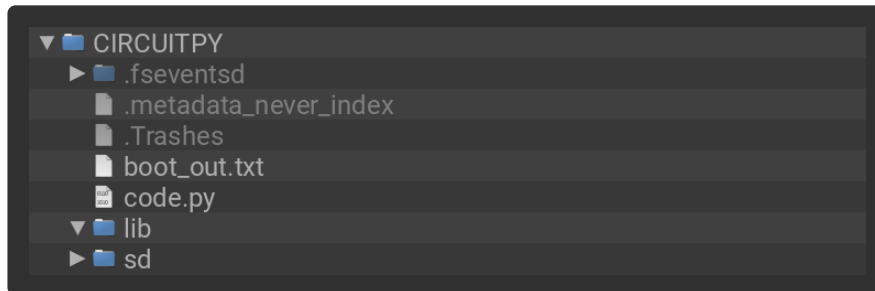 CIRCUITPY
.fseventsd
.metadata_never_index
.Trashes
boot_out.txt
code.py
lib
sd